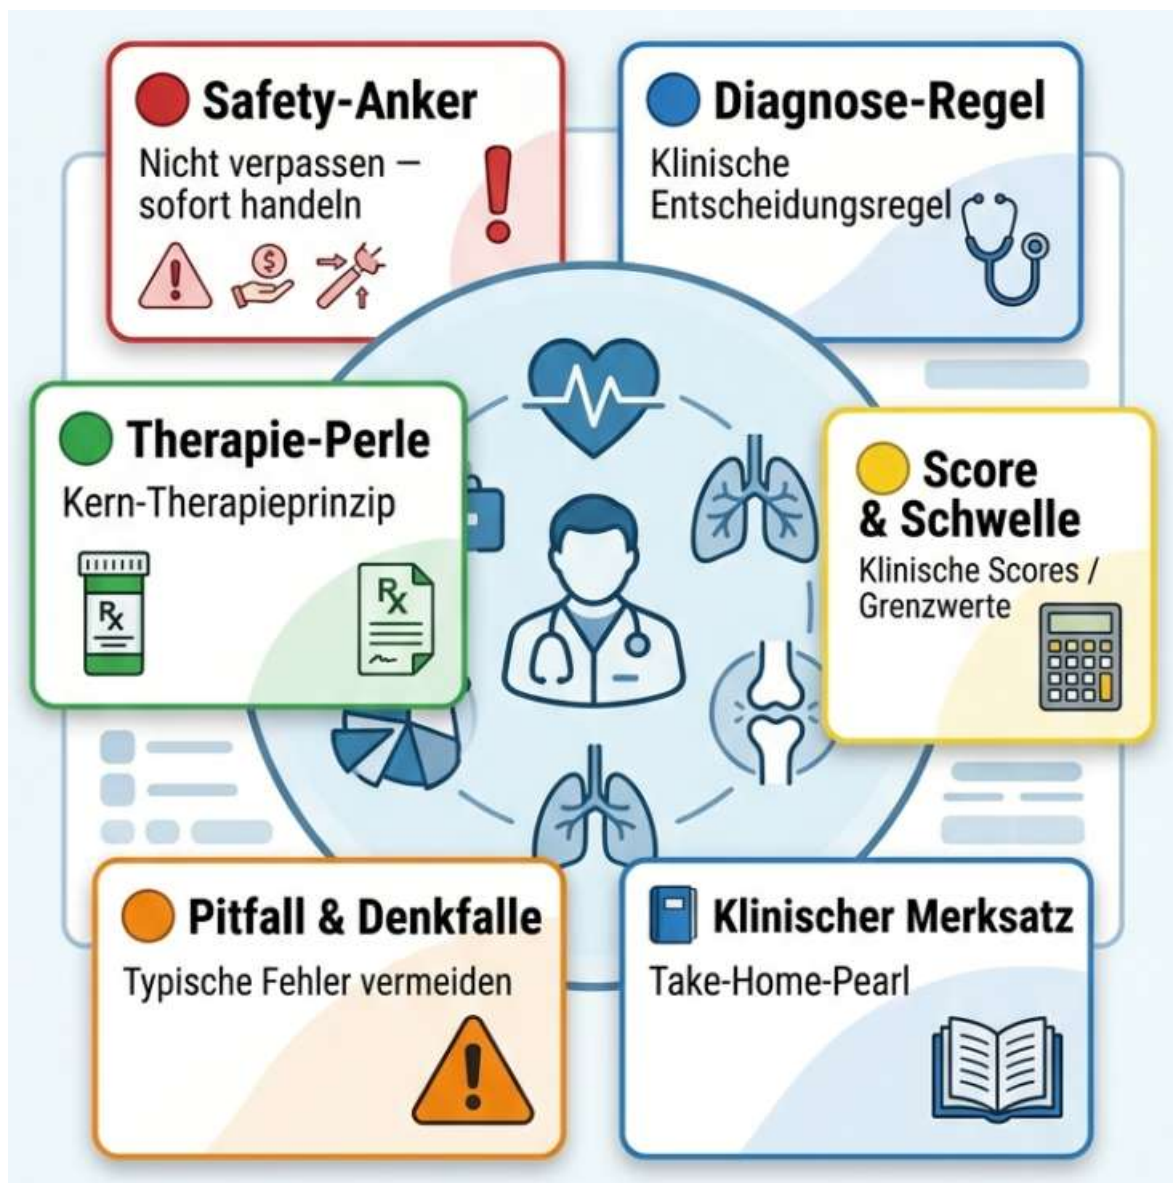 Safety-Anker
Nicht verpassen –
sofort handeln
$
Diagnose-Regel
Klinische
Entscheidungsregel
Therapie-Perle
Kern-Therapieprinzip
Rx
Rx
Score
& Schwelle
Klinische Scores /
Grenzwerte
Pitfall & Denkfalle
Typische Fehler vermeiden
Klinischer Merksatz
Take-Home-Pearl